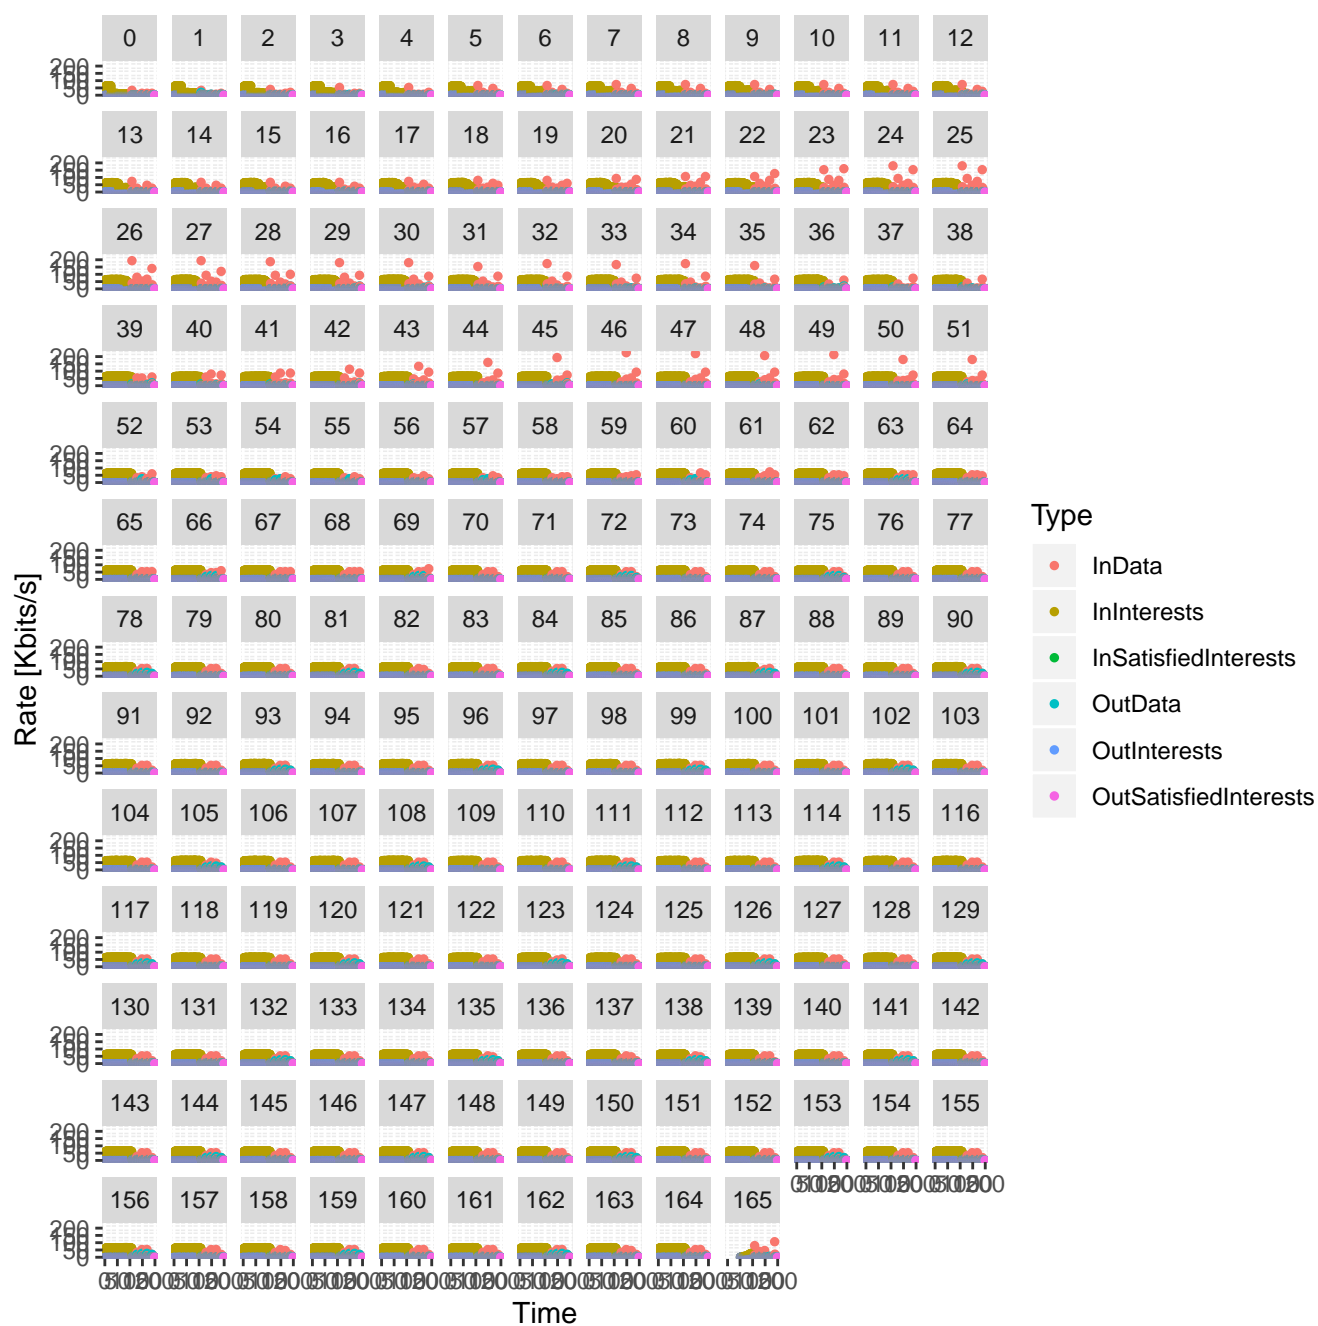 0 1 2 3 4 5 6 7 8 9 10 11 12
13 14 15 16 17 18 19 20 21 22 23 24 25
26 27 28 29 30 31 32 33 34 35 36 37 38
39 40 41 42 43 44 45 46 47 48 49 50 51
52 53 54 55 56 57 58 59 60 61 62 63 64
65 66 67 68 69 70 71 72 73 74 75 76 77
78 79 80 81 82 83 84 85 86 87 88 89 90
91 92 93 94 95 96 97 98 99 100 101 102 103
104 105 106 107 108 109 110 111 112 113 114 115 116
117 118 119 120 121 122 123 124 125 126 127 128 129
130 131 132 133 134 135 136 137 138 139 140 141 142
143 144 145 146 147 148 149 150 151 152 153 154 155
156 157 158 159 160 161 162 163 164 165
Rate [Kbits/s]
Time
Type
InData
InInterests
InSatisfiedInterests
OutData
OutInterests
OutSatisfiedInterests